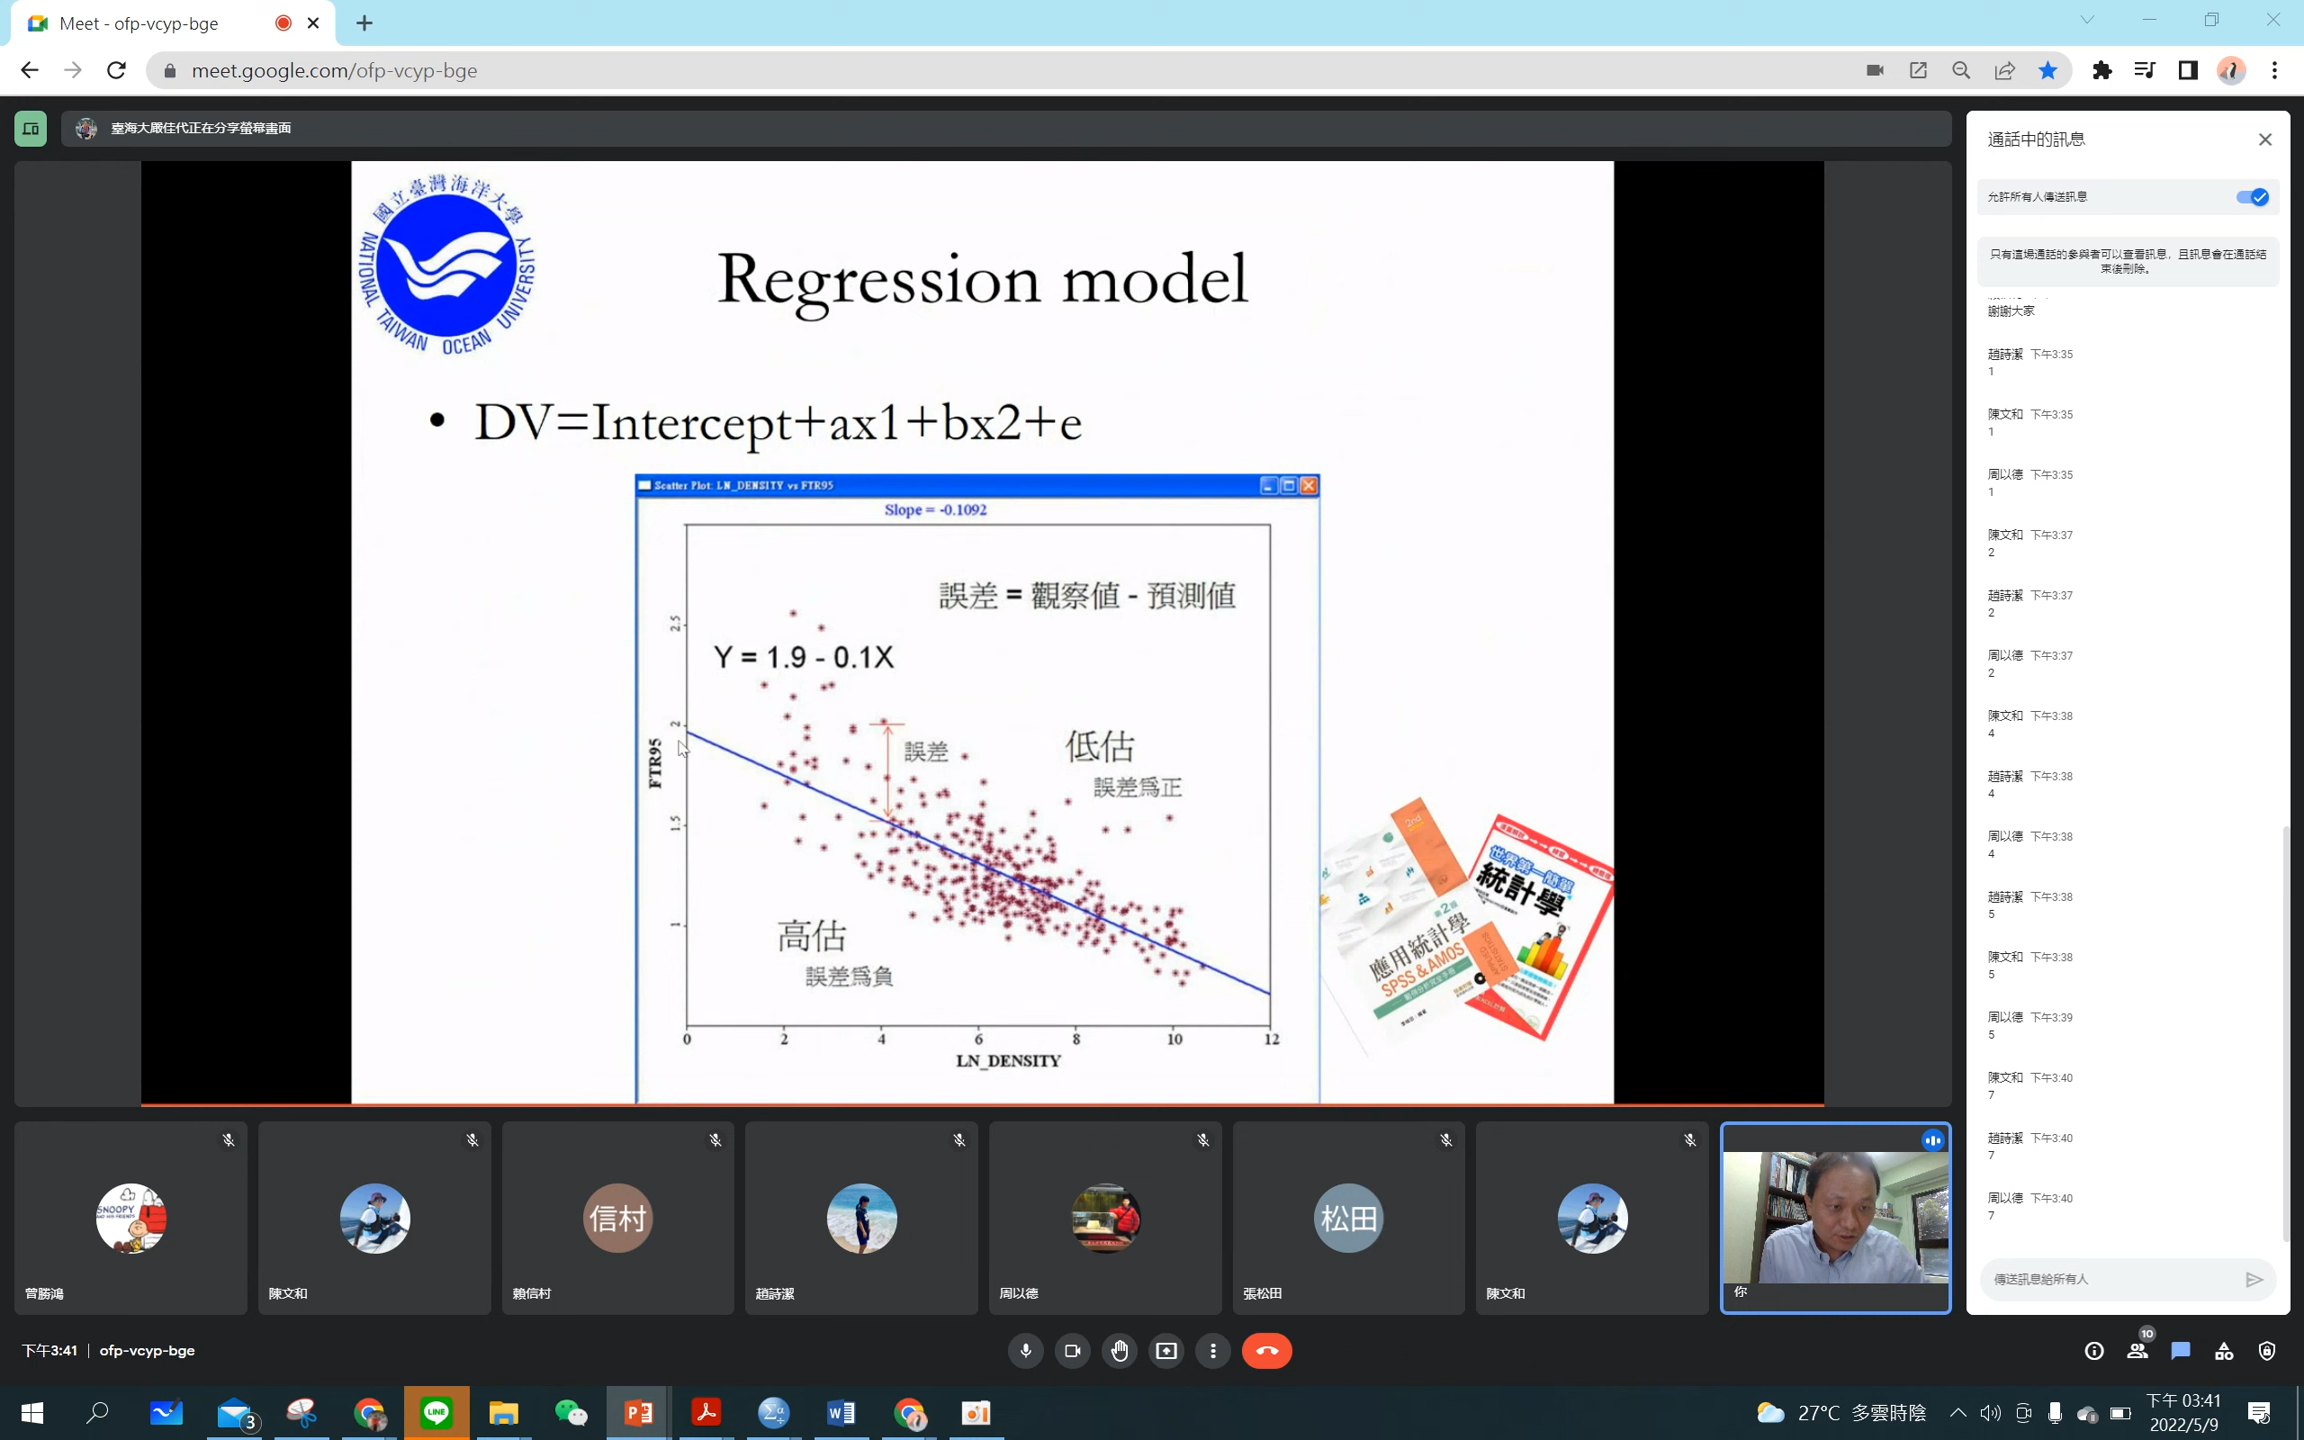 Meet - ofp-vcyp-bge
meet.google.com/ofp-vcyp-bge
臺海大嚴佳代正在分享螢幕畫面
國立臺灣海洋大學
NATIONAL TAIWAN OCEAN UNIVERSITY
Regression model
• DV=Intercept+ax1+bx2+e
Scatter Plot: LN_DENSITY vs FTR95
Slope = -0.1092
誤差 = 觀察值 - 預測值
Y = 1.9 - 0.1X
誤差
低估
誤差爲正
高估
誤差爲負
FTR95
2.5
2
1.5
1
0 2 4 6 8 10 12
LN_DENSITY
2nd
第2版
應用統計學
SPSS & AMOS
APPLIED STATISTICS
世界第一簡單
統計學
通話中的訊息
允許所有人傳送訊息
只有這場通話的參與者可以查看訊息，且訊息會在通話結
束後刪除。
謝謝大家
趙詩潔 下午3:35
1
陳文和 下午3:35
1
周以德 下午3:35
1
陳文和 下午3:37
2
趙詩潔 下午3:37
2
周以德 下午3:37
2
陳文和 下午3:38
4
趙詩潔 下午3:38
4
周以德 下午3:38
4
趙詩潔 下午3:38
5
陳文和 下午3:38
5
周以德 下午3:39
5
陳文和 下午3:40
7
趙詩潔 下午3:40
7
周以德 下午3:40
7
傳送訊息給所有人
SNOOPY
信村
松田
曾勝鴻
陳文和
賴信村
趙詩潔
周以德
張松田
陳文和
你
下午3:41 | ofp-vcyp-bge
10
3
LINE
27°C 多雲時陰
下午 03:41
2022/5/9